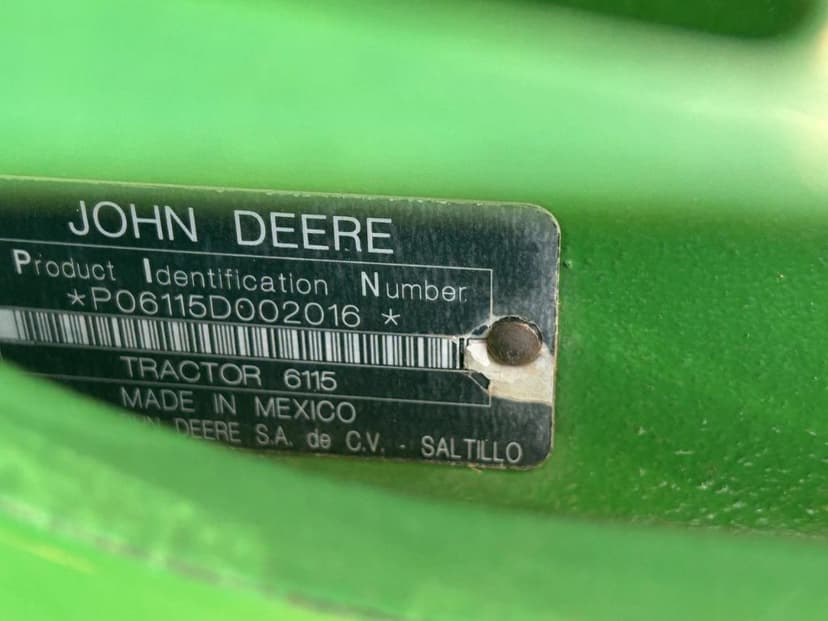 JOHN DEERE
Product Identification Number
*P06115D002016*
TRACTOR 6115
MADE IN MEXICO
DEERE S.A. de C.V. - SALTILLO